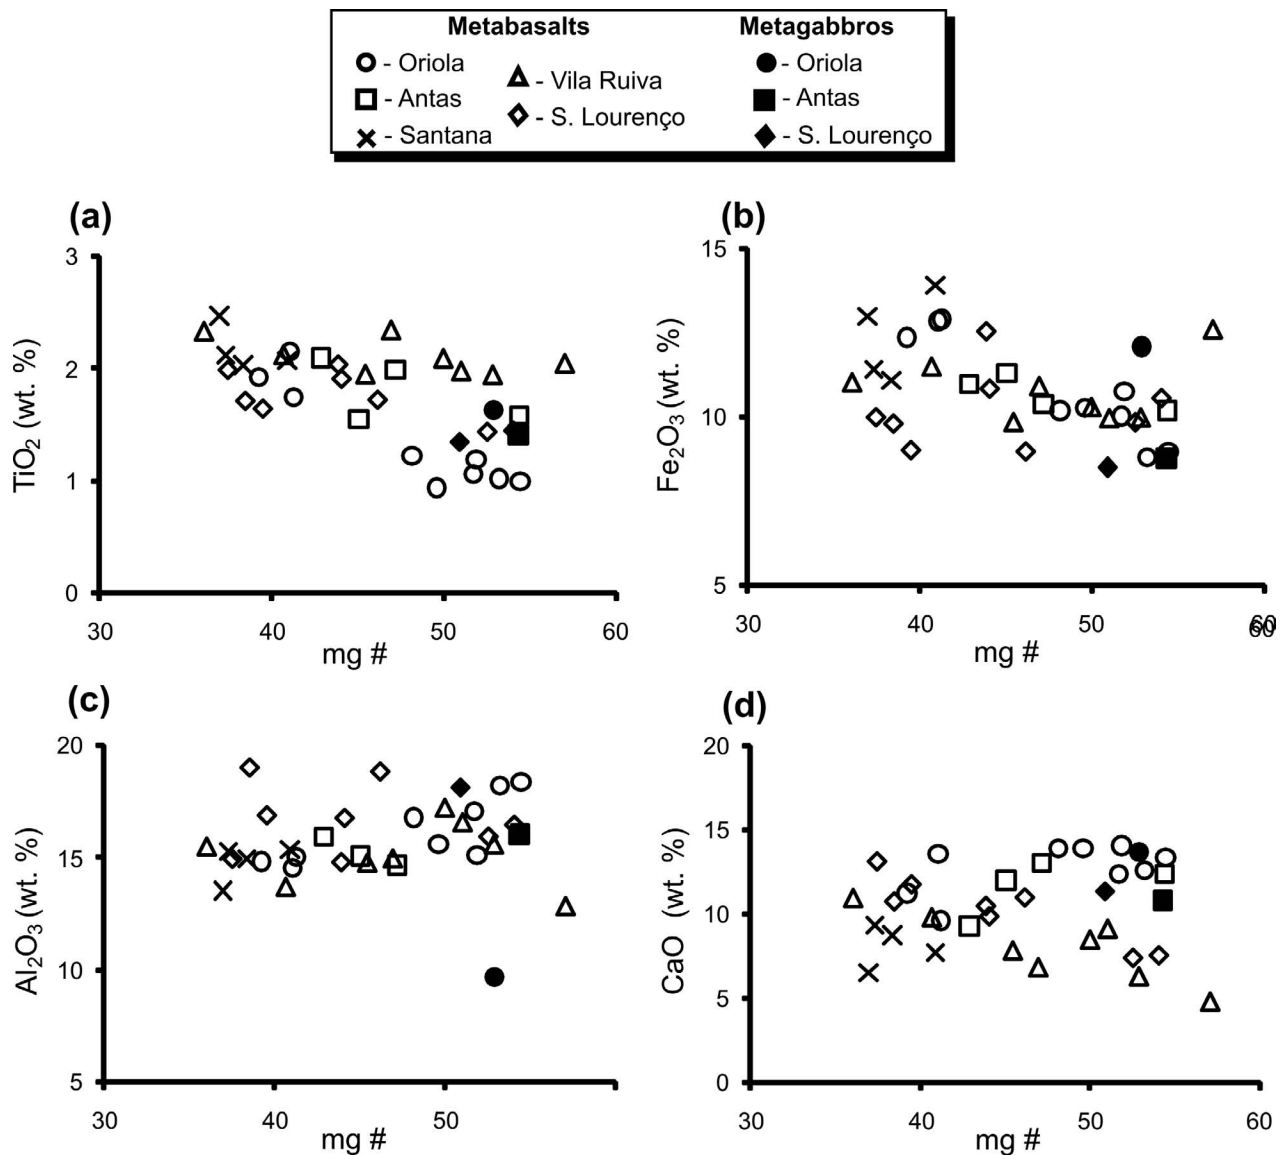 Metabasalts Metagabbros
- Oriola - Vila Ruiva - Oriola
- Antas - S. Lourenço - Antas
- Santana - S. Lourenço
(a)
3
2
1
0
TiO2 (wt. %)
30 40 50 60
mg #
(b)
15
10
5
Fe2O3 (wt. %)
30 40 50 60
mg #
(c)
20
15
10
5
Al2O3 (wt. %)
30 40 50
mg #
(d)
20
15
10
5
0
CaO (wt. %)
30 40 50 60
mg #